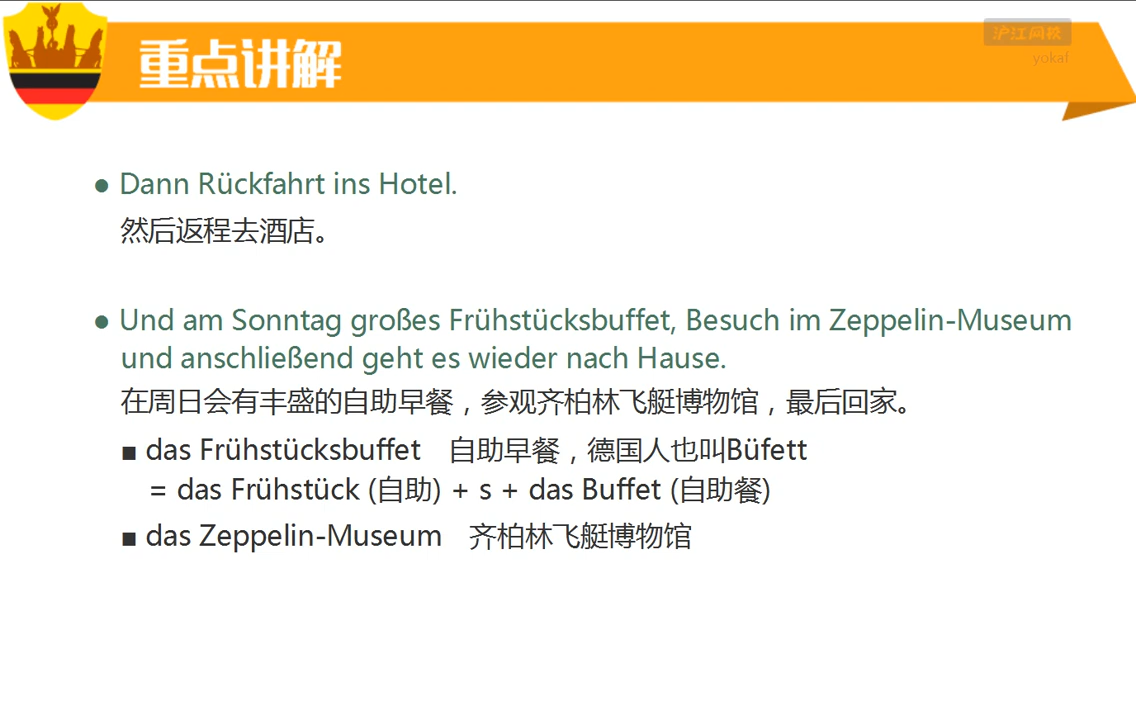 重点讲解
沪江网校
yokaf
● Dann Rückfahrt ins Hotel.
然后返程去酒店。
● Und am Sonntag großes Frühstücksbuffet, Besuch im Zeppelin-Museum
und anschließend geht es wieder nach Hause.
在周日会有丰盛的自助早餐，参观齐柏林飞艇博物馆，最后回家。
■ das Frühstücksbuffet 自助早餐，德国人也叫Büfett
= das Frühstück (自助) + s + das Buffet (自助餐)
■ das Zeppelin-Museum 齐柏林飞艇博物馆